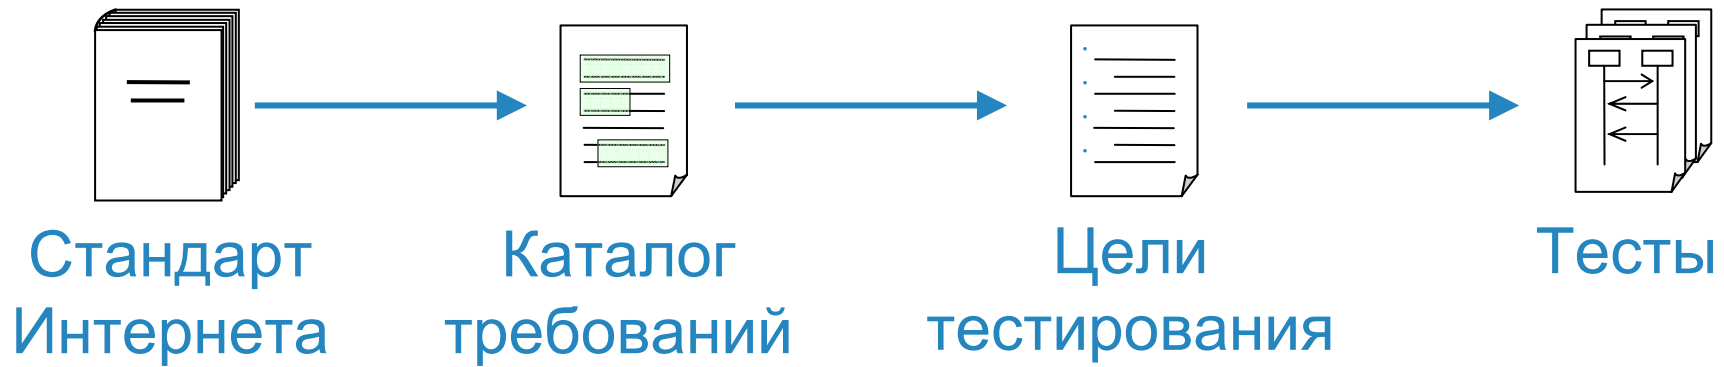 Стандарт
Интернета
Каталог
требований
Цели
тестирования
Тесты